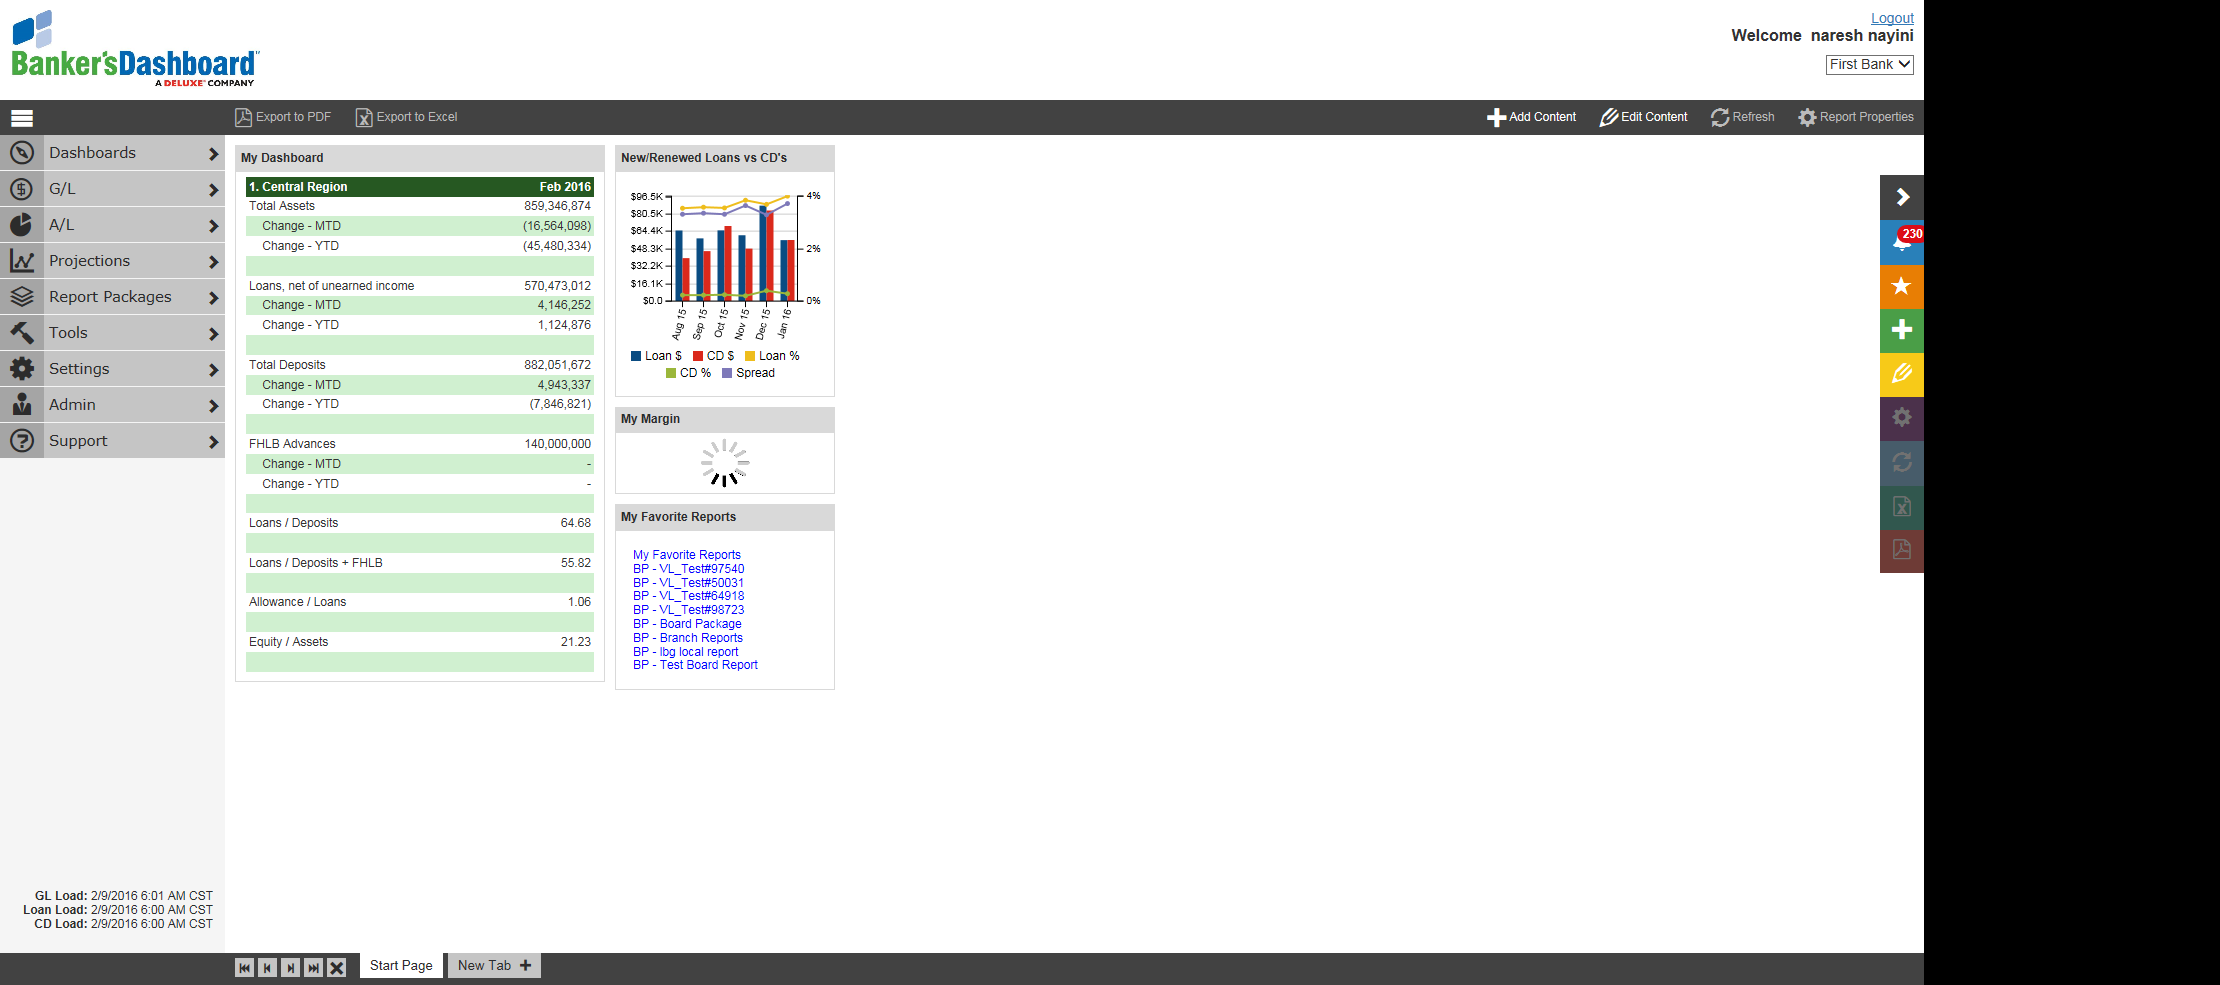 Banker'sDashboard
A DELUXE COMPANY
Logout
Welcome naresh nayini
First Bank
Export to PDF
Export to Excel
Add Content
Edit Content
Refresh
Report Properties
Dashboards
G/L
A/L
Projections
Report Packages
Tools
Settings
Admin
Support
GL Load: 2/9/2016 6:01 AM CST
Loan Load: 2/9/2016 6:00 AM CST
CD Load: 2/9/2016 6:00 AM CST
My Dashboard
1. Central Region Feb 2016
Total Assets 859,346,874
Change - MTD (16,564,098)
Change - YTD (45,480,334)
Loans, net of unearned income 570,473,012
Change - MTD 4,146,252
Change - YTD 1,124,876
Total Deposits 882,051,672
Change - MTD 4,943,337
Change - YTD (7,846,821)
FHLB Advances 140,000,000
Change - MTD -
Change - YTD -
Loans / Deposits 64.68
Loans / Deposits + FHLB 55.82
Allowance / Loans 1.06
Equity / Assets 21.23
New/Renewed Loans vs CD's
$96.5K 4%
$80.5K
$64.4K
$48.3K 2%
$32.2K
$16.1K
$0.0 0%
Aug 15 Sep 15 Oct 15 Nov 15 Dec 15 Jan 16
Loan $ CD $ Loan %
CD % Spread
My Margin
My Favorite Reports
My Favorite Reports
BP - VL_Test#97540
BP - VL_Test#50031
BP - VL_Test#64918
BP - VL_Test#98723
BP - Board Package
BP - Branch Reports
BP - lbg local report
BP - Test Board Report
230
Start Page
New Tab